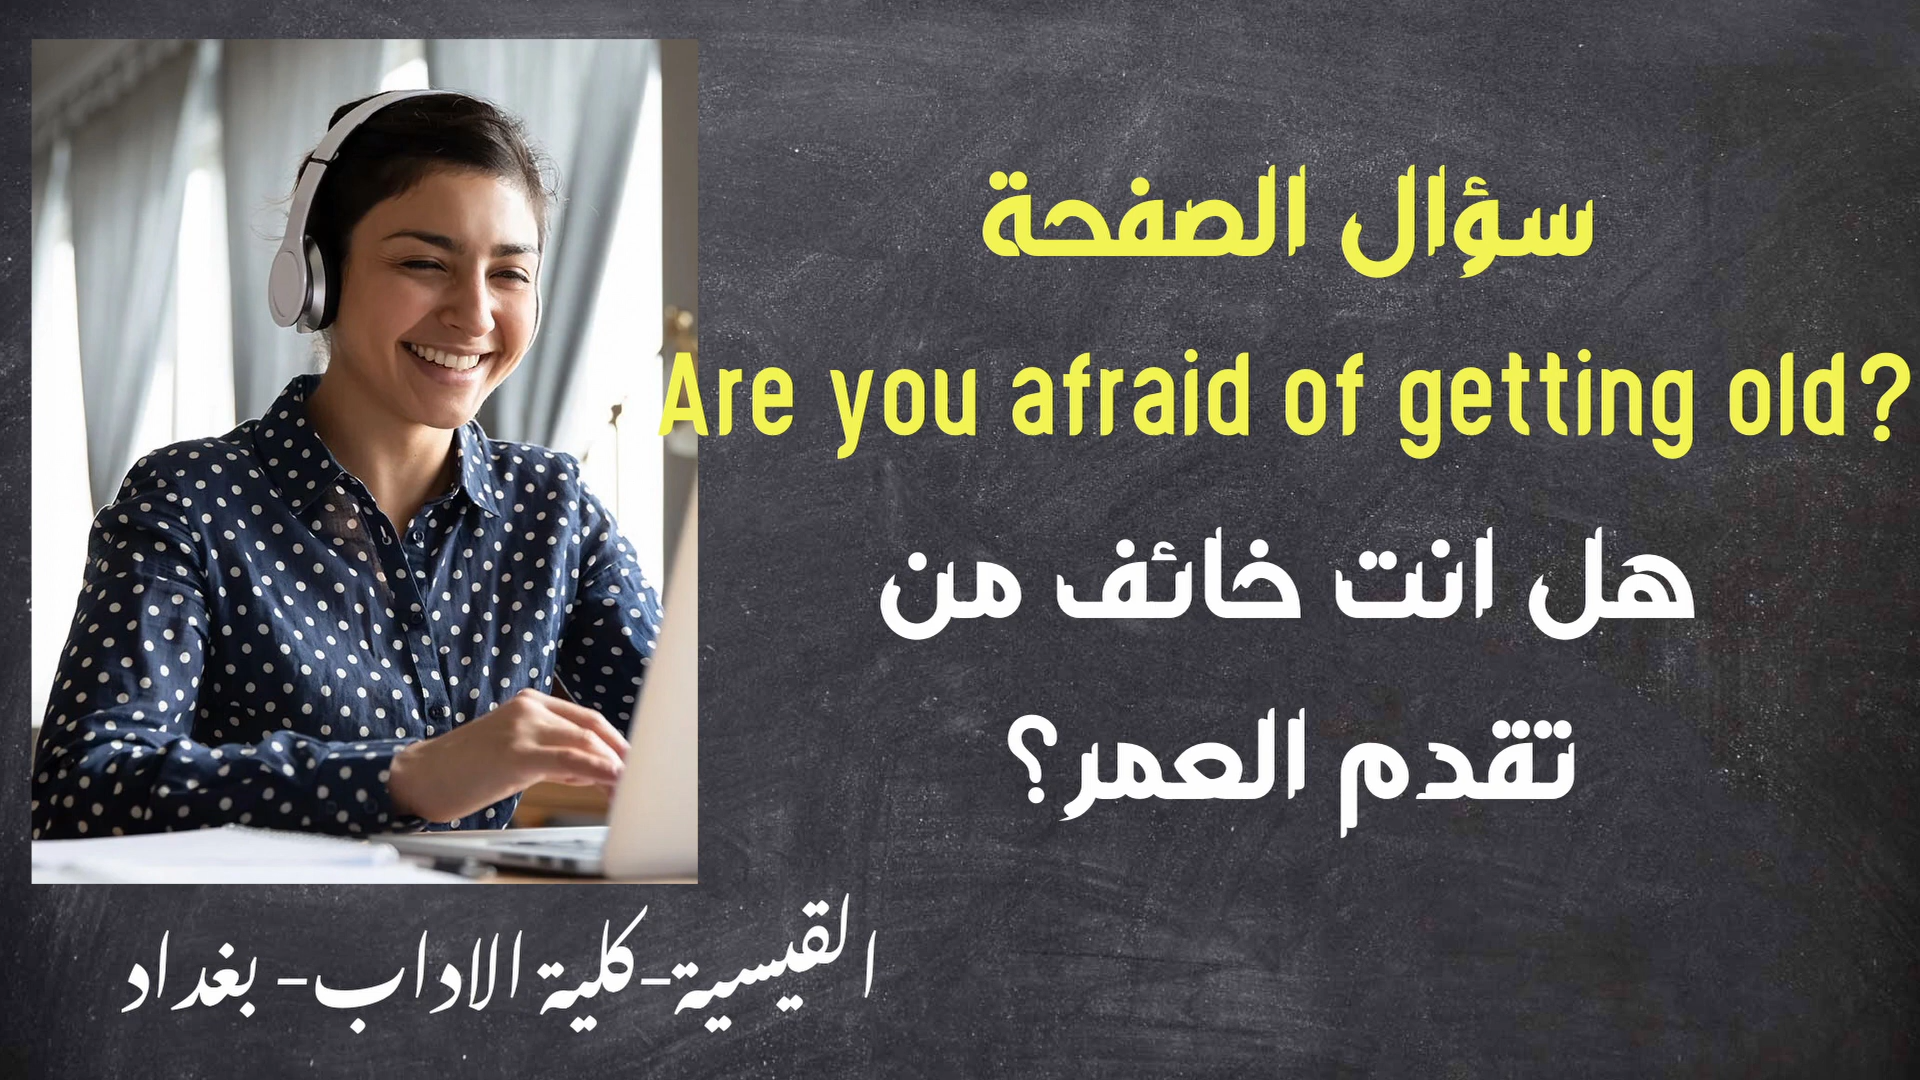 سؤال الصفحة
Are you afraid of getting old?
هل انت خائف من
تقدم العمر؟
القيسية-كلية الاداب- بغداد